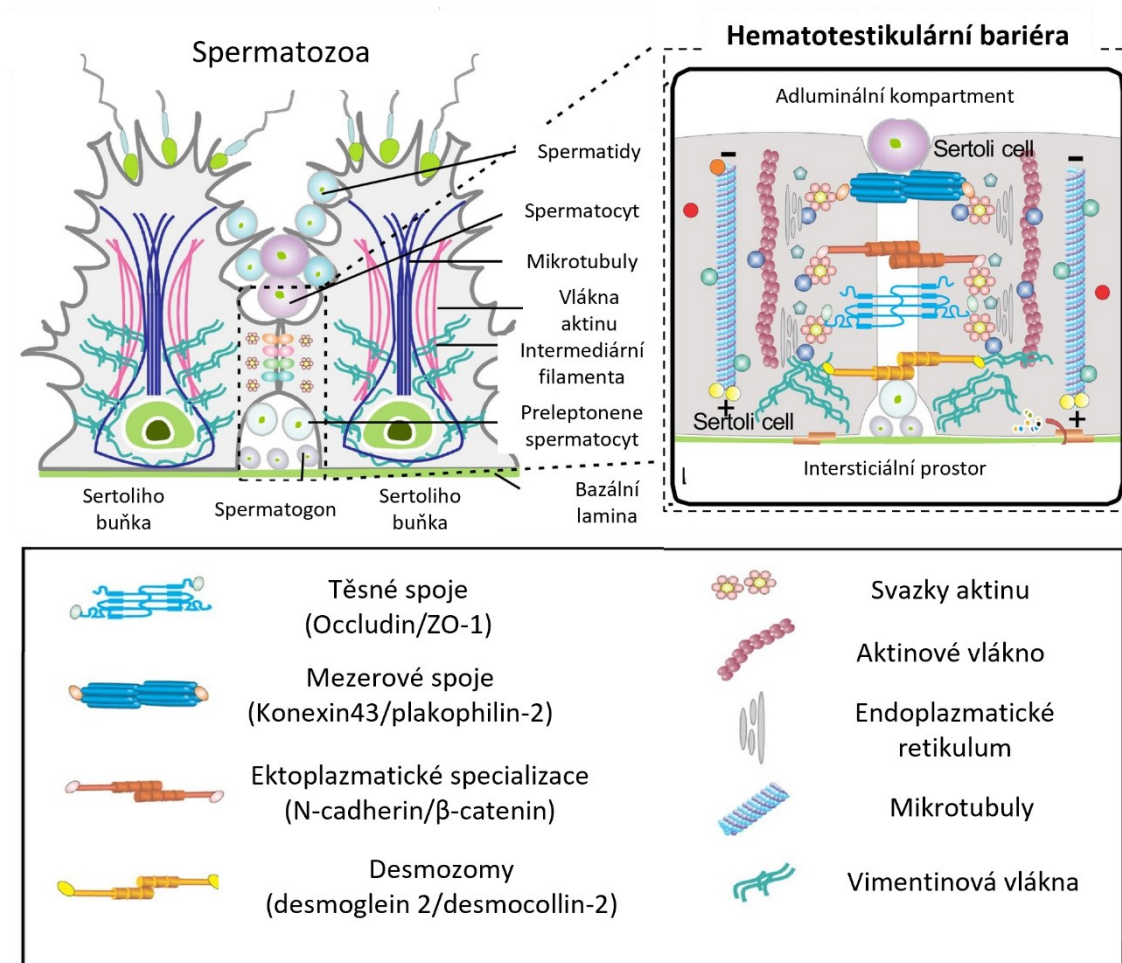 Spermatozoa
Spermatidy
Spermatocyt
Mikrotubuly
Vlákna
aktinu
Intermediární
filamenta
Preleptonene
spermatocyt
Bazální
lamina
Sertoliho
buňka
Spermatogon
Sertoliho
buňka
Hematotestikulární bariéra
Adluminální kompartment
Sertoli cell
-
-
+
+
Sertoli cell
Intersticiální prostor
Těsné spoje
(Occludin/ZO-1)
Mezerové spoje
(Konexin43/plakophilin-2)
Ektoplazmatické specializace
(N-cadherin/β-catenin)
Desmozomy
(desmoglein 2/desmocollin-2)
Svazky aktinu
Aktinové vlákno
Endoplazmatické
retikulum
Mikrotubuly
Vimentinová vlákna